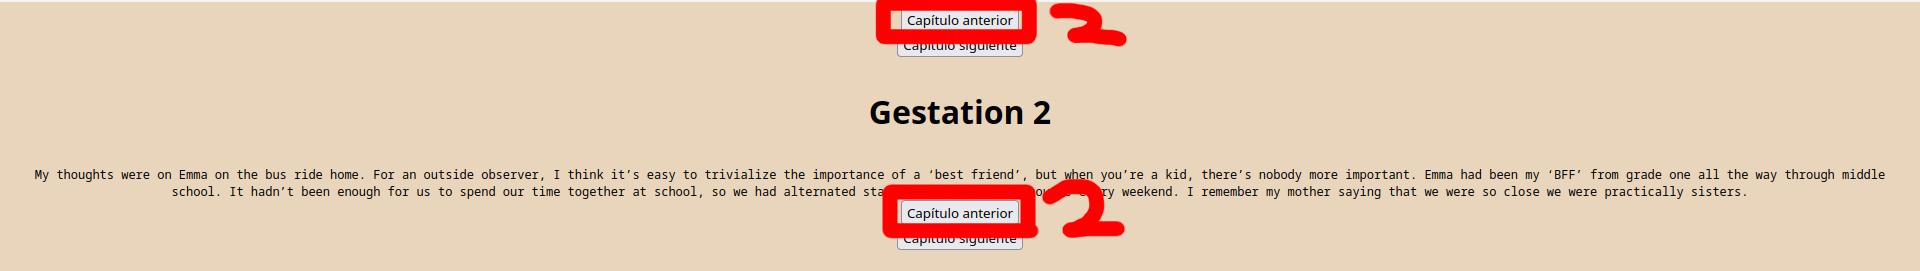 Capítulo anterior 2
Capítulo siguiente
Gestation 2
My thoughts were on Emma on the bus ride home. For an outside observer, I think it’s easy to trivialize the importance of a ‘best friend’, but when you’re a kid, there’s nobody more important. Emma had been my ‘BFF’ from grade one all the way through middle
school. It hadn’t been enough for us to spend our time together at school, so we had alternated weekend. I remember my mother saying that we were so close we were practically sisters.
Capítulo anterior 2
Capítulo siguiente